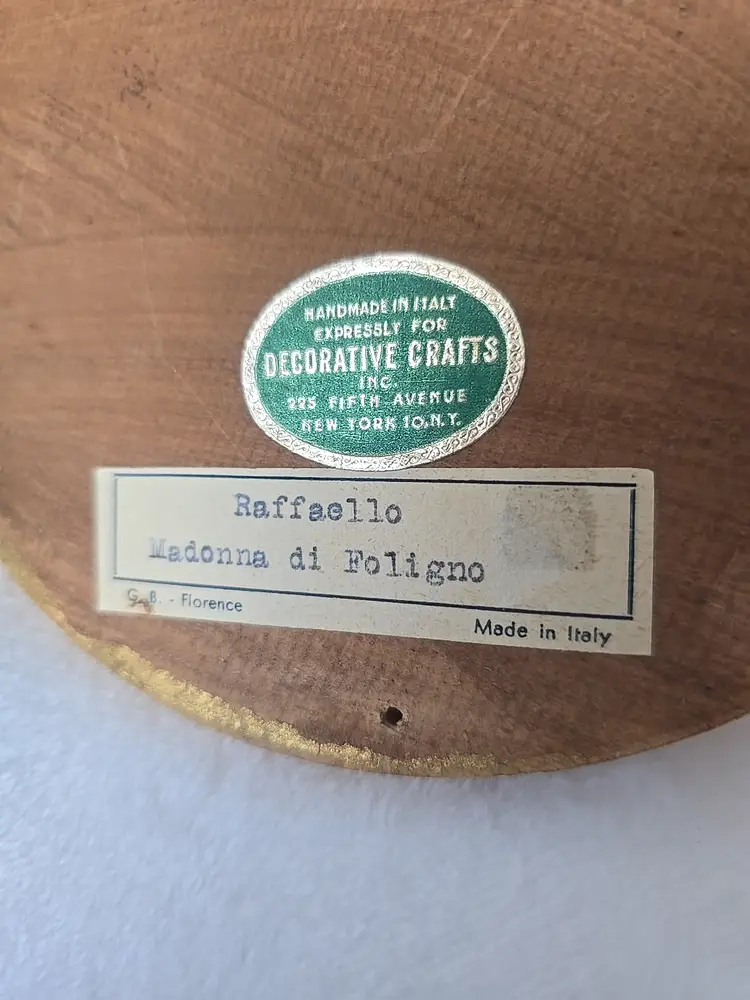 HANDMADE IN ITALY
EXPRESSLY FOR
DECORATIVE CRAFTS
INC.
225 FIFTH AVENUE
NEW YORK 10, N.Y.
Raffaello
Madonna di Foligno
G. B. - Florence
Made in Italy